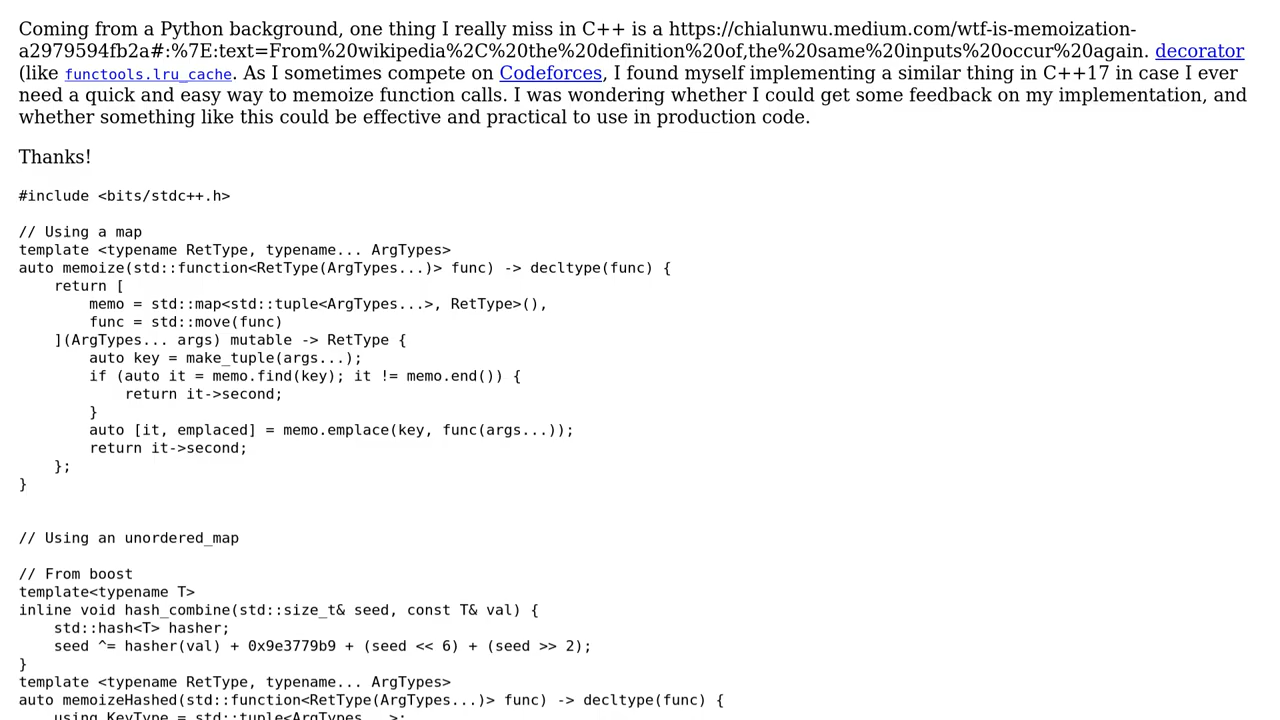 Coming from a Python background, one thing I really miss in C++ is a https://chialunwu.medium.com/wtf-is-memoization-
a2979594fb2a#:%7E:text=From%20wikipedia%2C%20the%20definition%20of,the%20same%20inputs%20occur%20again. decorator
(like functools.lru_cache. As I sometimes compete on Codeforces, I found myself implementing a similar thing in C++17 in case I ever
need a quick and easy way to memoize function calls. I was wondering whether I could get some feedback on my implementation, and
whether something like this could be effective and practical to use in production code.
Thanks!
#include <bits/stdc++.h>
// Using a map
template <typename RetType, typename... ArgTypes>
auto memoize(std::function<RetType(ArgTypes...)> func) -> decltype(func) {
    return [
        memo = std::map<std::tuple<ArgTypes...>, RetType>(),
        func = std::move(func)
    ](ArgTypes... args) mutable -> RetType {
        auto key = make_tuple(args...);
        if (auto it = memo.find(key); it != memo.end()) {
            return it->second;
        }
        auto [it, emplaced] = memo.emplace(key, func(args...));
        return it->second;
    };
}
// Using an unordered_map
// From boost
template<typename T>
inline void hash_combine(std::size_t& seed, const T& val) {
    std::hash<T> hasher;
    seed ^= hasher(val) + 0x9e3779b9 + (seed << 6) + (seed >> 2);
}
template <typename RetType, typename... ArgTypes>
auto memoizeHashed(std::function<RetType(ArgTypes...)> func) -> decltype(func) {
    using KeyType = std::tuple<ArgTypes...>;